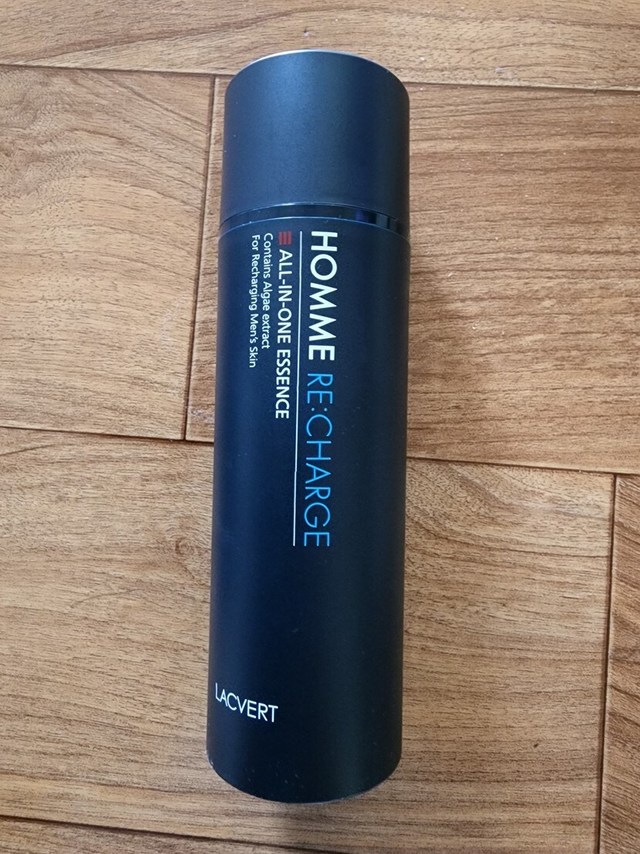 HOMME RE:CHARGE
ALL-IN-ONE ESSENCE
Contains Algae extract
For Recharging Men's Skin
LACVERT